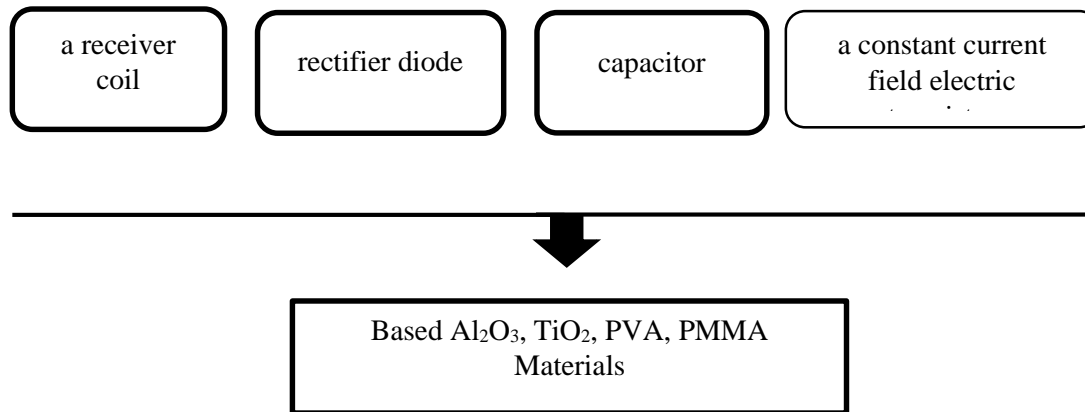 a receiver
coil
rectifier diode
capacitor
a constant current
field electric
Based Al₂O₃, TiO₂, PVA, PMMA
Materials